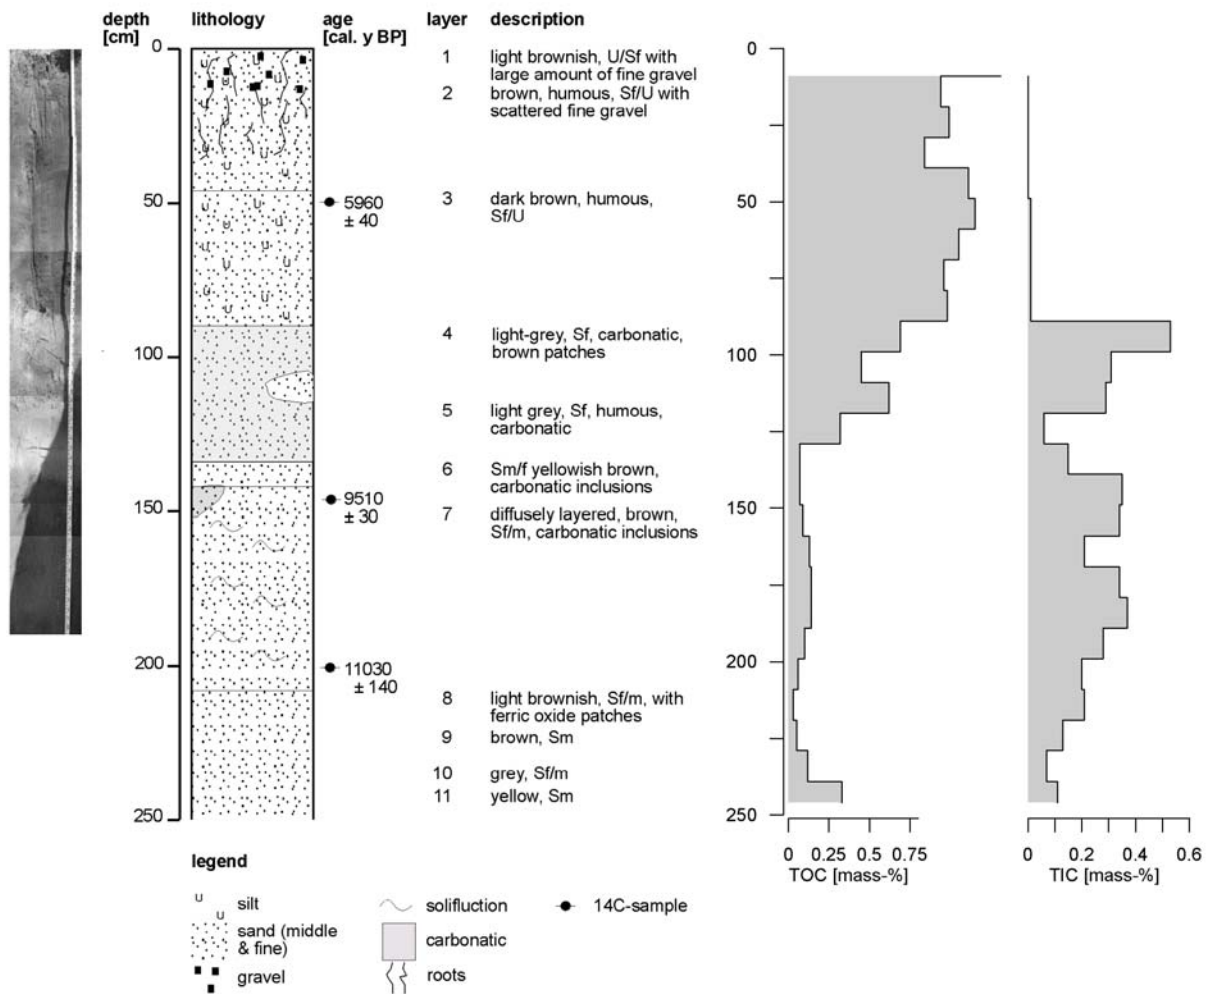 depth [cm]
lithology
age [cal. y BP]
layer
description
0
50
100
150
200
250
5960 ± 40
9510 ± 30
11030 ± 140
1 light brownish, U/Sf with
large amount of fine gravel
2 brown, humous, Sf/U with
scattered fine gravel
3 dark brown, humous,
Sf/U
4 light-grey, Sf, carbonatic,
brown patches
5 light grey, Sf, humous,
carbonatic
6 Sm/f yellowish brown,
carbonatic inclusions
7 diffusely layered, brown,
Sf/m, carbonatic inclusions
8 light brownish, Sf/m, with
ferric oxide patches
9 brown, Sm
10 grey, Sf/m
11 yellow, Sm
0
50
100
150
200
250
0 0.25 0.5 0.75
TOC [mass-%]
0 0.2 0.4 0.6
TIC [mass-%]
legend
U
U
silt
sand (middle
& fine)
gravel
solifluction
carbonatic
roots
14C-sample